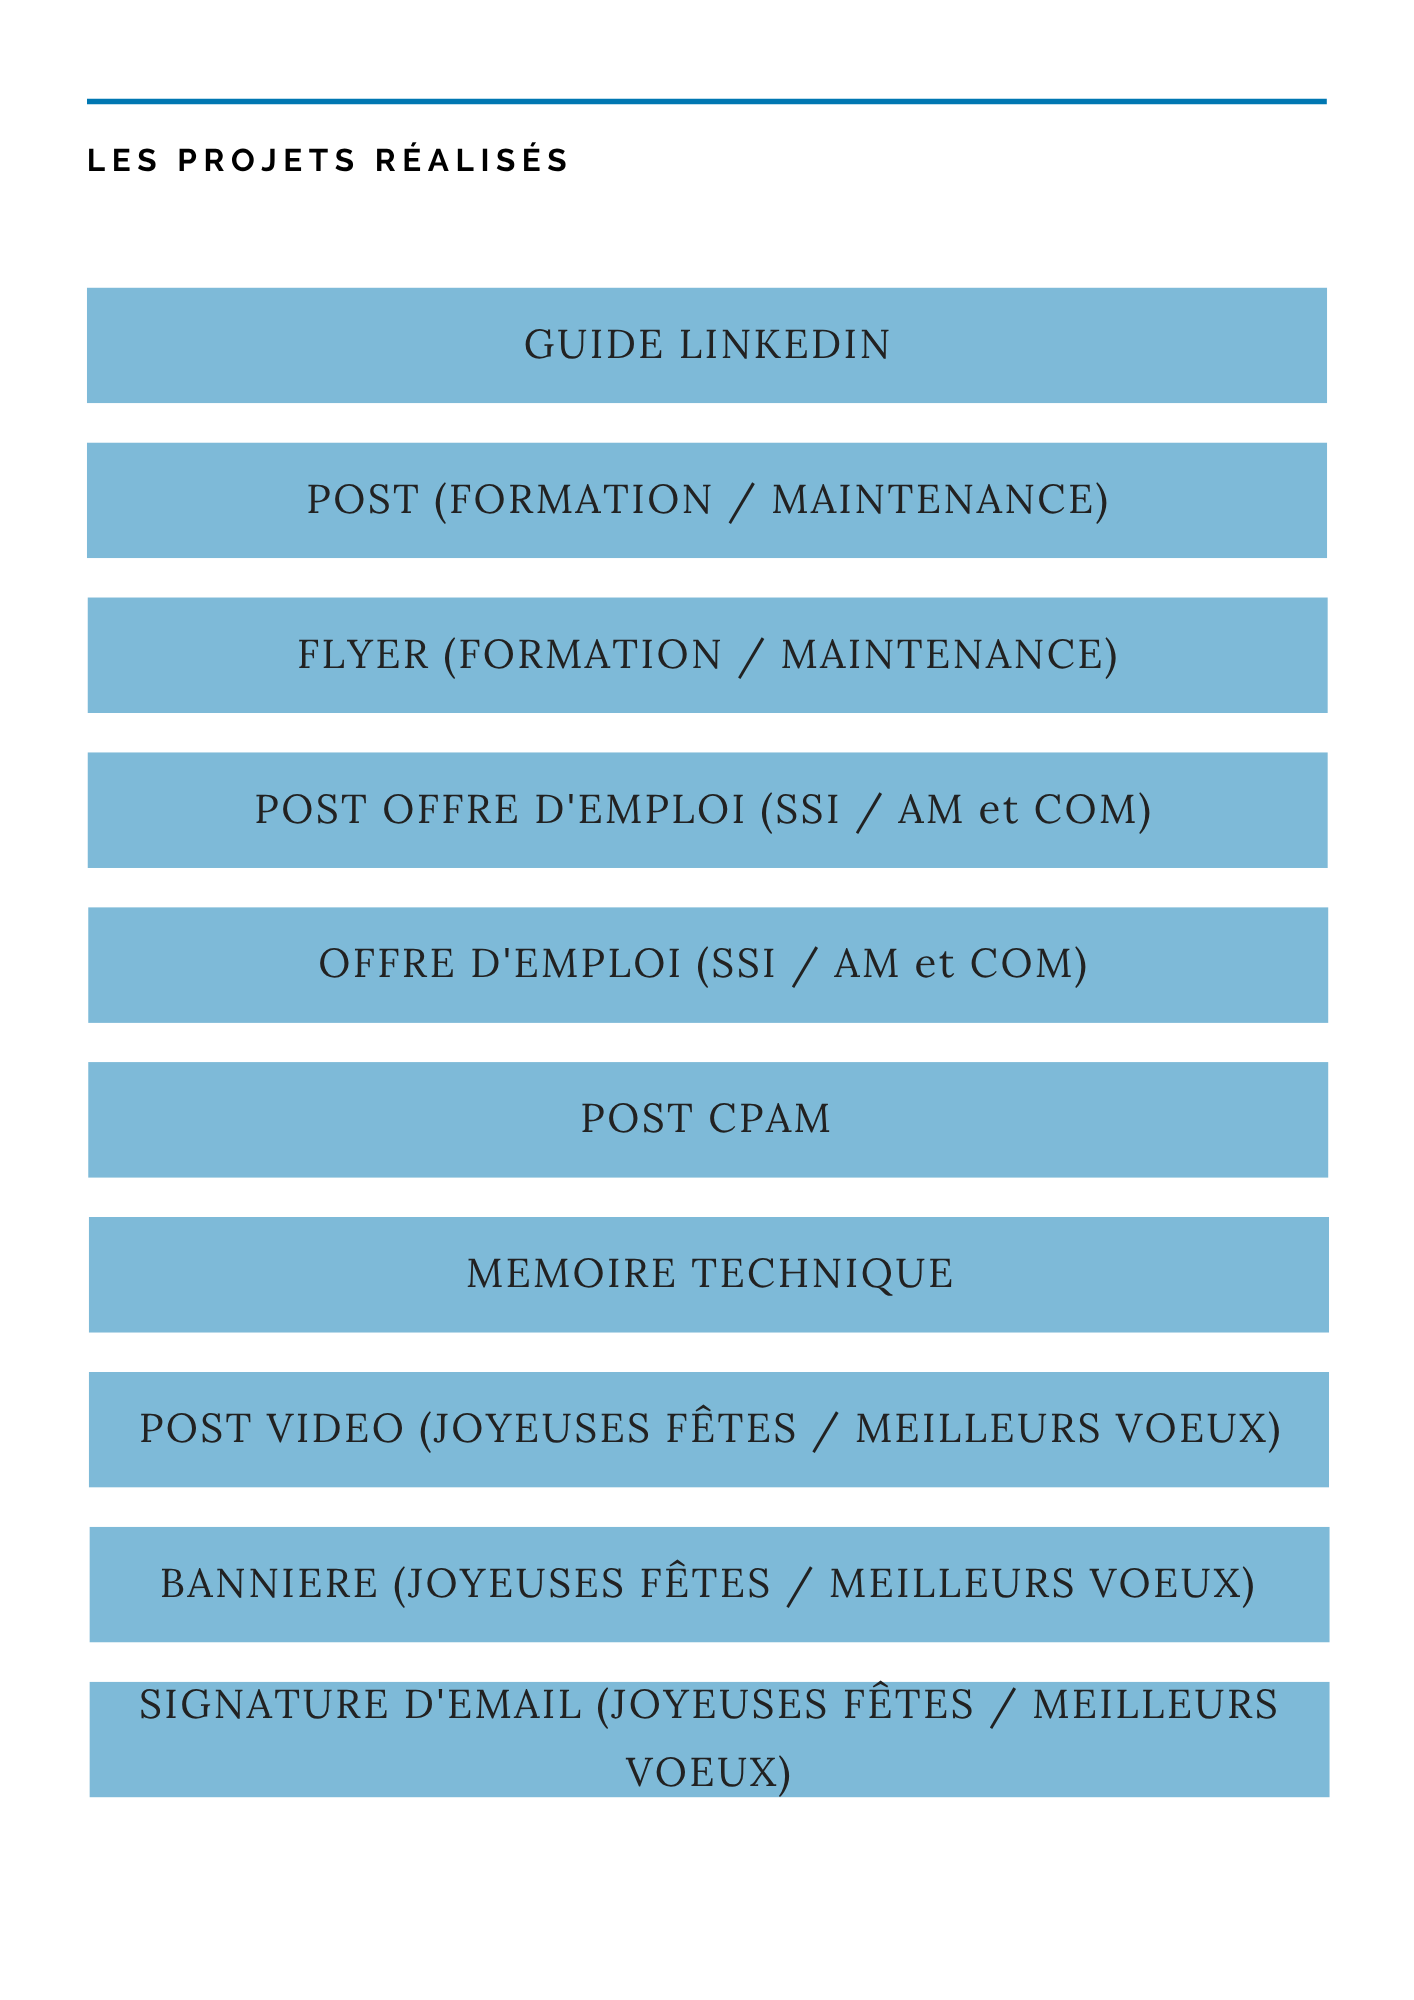 LES PROJETS RÉALISÉS
GUIDE LINKEDIN
POST (FORMATION / MAINTENANCE)
FLYER (FORMATION / MAINTENANCE)
POST OFFRE D'EMPLOI (SSI / AM et COM)
OFFRE D'EMPLOI (SSI / AM et COM)
POST CPAM
MEMOIRE TECHNIQUE
POST VIDEO (JOYEUSES FÊTES / MEILLEURS VOEUX)
BANNIERE (JOYEUSES FÊTES / MEILLEURS VOEUX)
SIGNATURE D'EMAIL (JOYEUSES FÊTES / MEILLEURS
VOEUX)